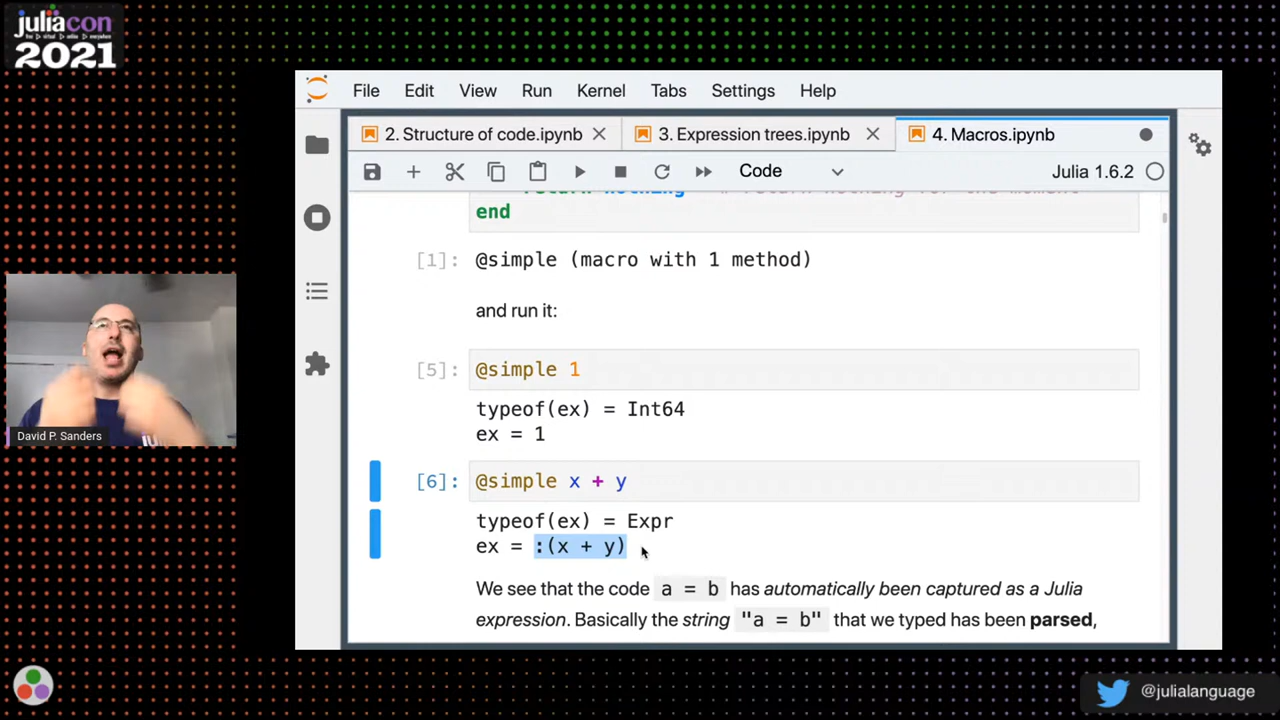 juliacon
2021
File Edit View Run Kernel Tabs Settings Help
2. Structure of code.ipynb
3. Expression trees.ipynb
4. Macros.ipynb
Code
Julia 1.6.2
end
[1]: @simple (macro with 1 method)
and run it:
[5]: @simple 1
typeof(ex) = Int64
ex = 1
[6]: @simple x + y
typeof(ex) = Expr
ex = :(x + y)
We see that the code a = b has automatically been captured as a Julia
expression. Basically the string "a = b" that we typed has been parsed,
David P. Sanders
@julialanguage